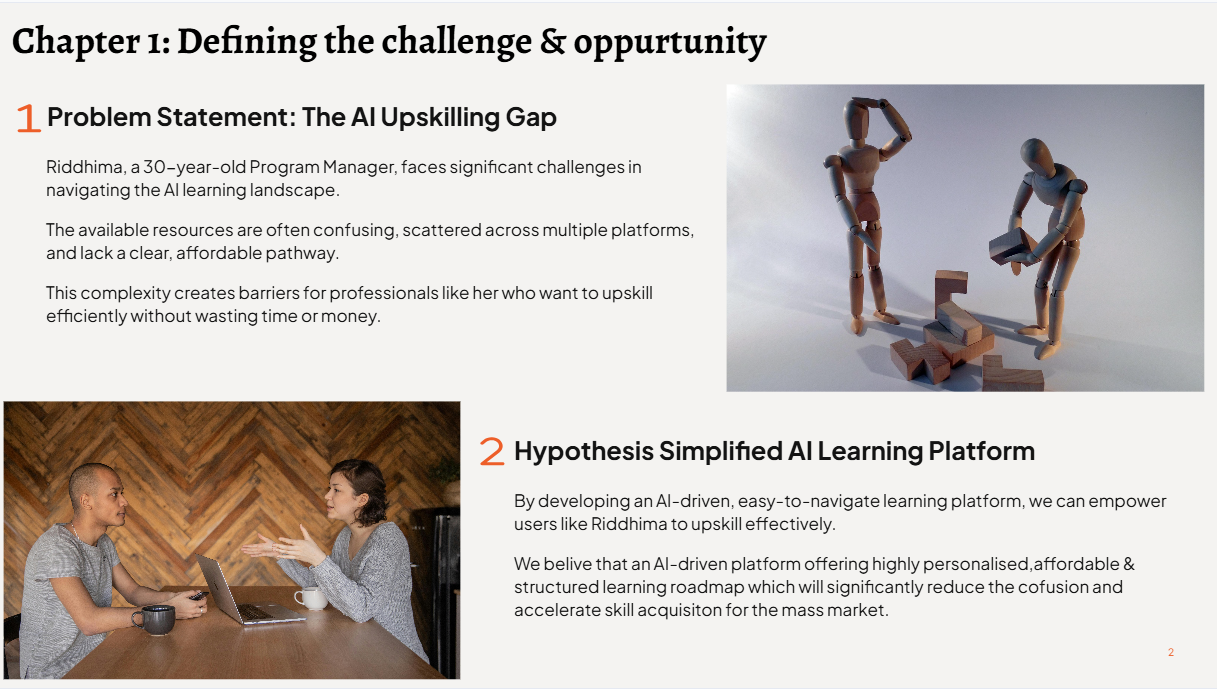 Chapter 1: Defining the challenge & oppurtunity
1 Problem Statement: The AI Upskilling Gap
Riddhima, a 30-year-old Program Manager, faces significant challenges in
navigating the AI learning landscape.
The available resources are often confusing, scattered across multiple platforms,
and lack a clear, affordable pathway.
This complexity creates barriers for professionals like her who want to upskill
efficiently without wasting time or money.
2 Hypothesis Simplified AI Learning Platform
By developing an AI-driven, easy-to-navigate learning platform, we can empower
users like Riddhima to upskill effectively.
We belive that an AI-driven platform offering highly personalised,affordable &
structured learning roadmap which will significantly reduce the cofusion and
accelerate skill acquisiton for the mass market.
2